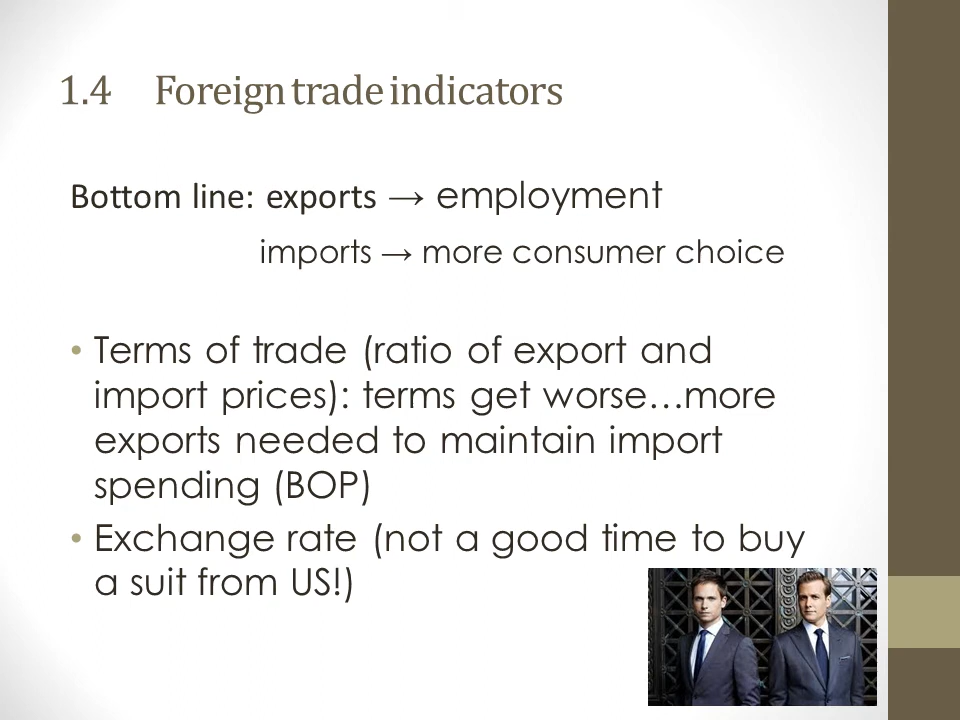 1.4 Foreign trade indicators
Bottom line: exports → employment
imports → more consumer choice
• Terms of trade (ratio of export and
import prices): terms get worse…more
exports needed to maintain import
spending (BOP)
• Exchange rate (not a good time to buy
a suit from US!)